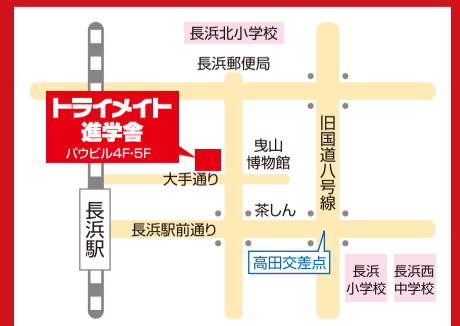 長浜北小学校
長浜郵便局
トライメイト
進学舎
パウビル4F・5F
曳山
博物館
旧国道八号線
大手通り
長浜駅
茶しん
長浜駅前通り
高田交差点
長浜
小学校
長浜西
中学校